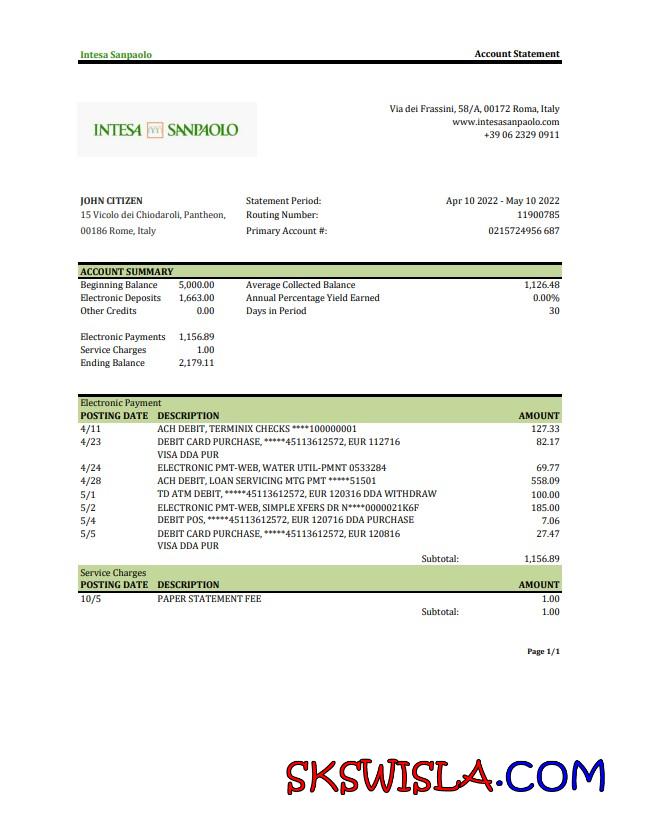 Intesa Sanpaolo Account Statement
INTESA SANPAOLO
Via dei Frassini, 58/A, 00172 Roma, Italy
www.intesasanpaolo.com
+39 06 2329 0911
JOHN CITIZEN Statement Period: Apr 10 2022 - May 10 2022
15 Vicolo dei Chiodaroli, Pantheon, Routing Number: 11900785
00186 Rome, Italy Primary Account #: 0215724956 687
ACCOUNT SUMMARY
Beginning Balance 5,000.00 Average Collected Balance 1,126.48
Electronic Deposits 1,663.00 Annual Percentage Yield Earned 0.00%
Other Credits 0.00 Days in Period 30
Electronic Payments 1,156.89
Service Charges 1.00
Ending Balance 2,179.11
Electronic Payment
POSTING DATE DESCRIPTION AMOUNT
4/11 ACH DEBIT, TERMINIX CHECKS ****100000001 127.33
4/23 DEBIT CARD PURCHASE, *****45113612572, EUR 112716 82.17
VISA DDA PUR
4/24 ELECTRONIC PMT-WEB, WATER UTIL-PMNT 0533284 69.77
4/28 ACH DEBIT, LOAN SERVICING MTG PMT *****51501 558.09
5/1 TD ATM DEBIT, *****45113612572, EUR 120316 DDA WITHDRAW 100.00
5/2 ELECTRONIC PMT-WEB, SIMPLE XFERS DR N****0000021K6F 185.00
5/4 DEBIT POS, *****45113612572, EUR 120716 DDA PURCHASE 7.06
5/5 DEBIT CARD PURCHASE, *****45113612572, EUR 120816 27.47
VISA DDA PUR
Subtotal: 1,156.89
Service Charges
POSTING DATE DESCRIPTION AMOUNT
10/5 PAPER STATEMENT FEE 1.00
Subtotal: 1.00
Page 1/1
SKSWISLA.COM